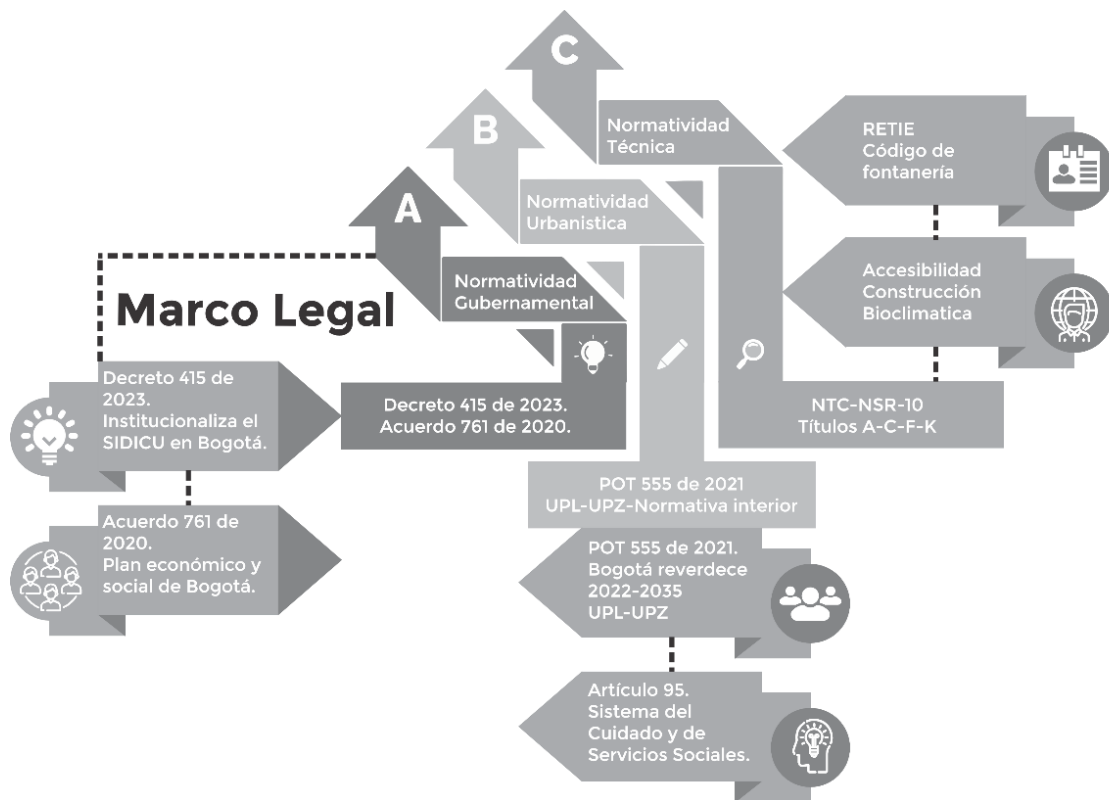 C
Normatividad
Técnica
B
Normatividad
Urbanistica
A
Normatividad
Gubernamental
Marco Legal
RETIE
Código de
fontanería
Accesibilidad
Construcción
Bioclimatica
NTC-NSR-10
Títulos A-C-F-K
Decreto 415 de
2023.
Institucionaliza el
SIDICU en Bogotá.
Decreto 415 de 2023.
Acuerdo 761 de 2020.
Acuerdo 761 de
2020.
Plan económico y
social de Bogotá.
POT 555 de 2021
UPL-UPZ-Normativa interior
POT 555 de 2021.
Bogotá reverdece
2022-2035
UPL-UPZ
Artículo 95.
Sistema del
Cuidado y de
Servicios Sociales.